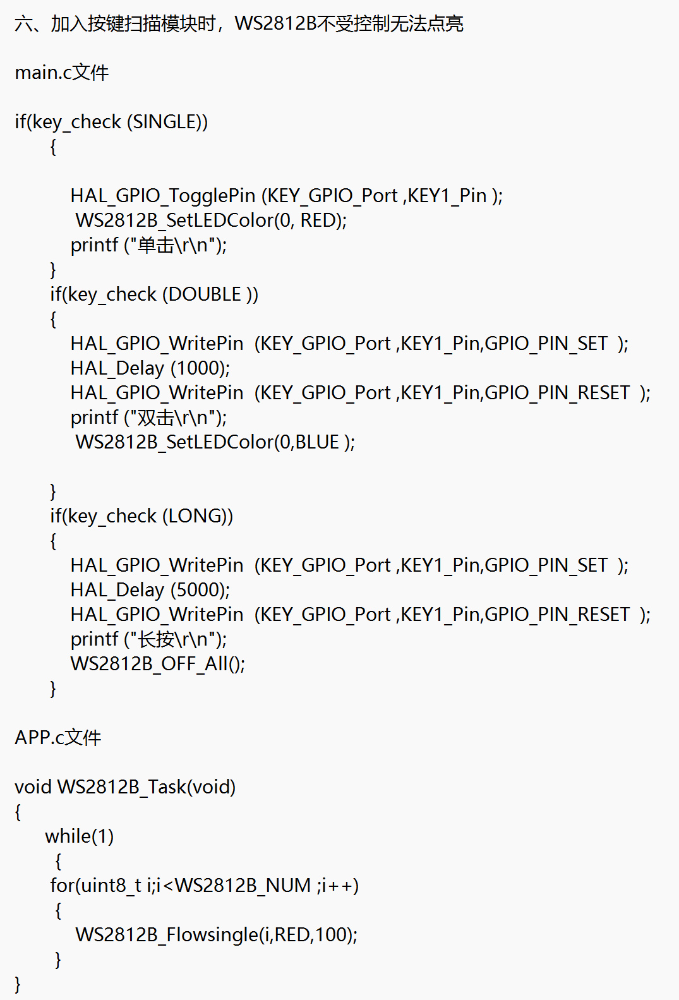 六、加入按键扫描模块时，WS2812B不受控制无法点亮
main.c文件
if(key_check (SINGLE))
{
HAL_GPIO_TogglePin (KEY_GPIO_Port ,KEY1_Pin );
WS2812B_SetLEDColor(0, RED);
printf ("单击\r\n");
}
if(key_check (DOUBLE ))
{
HAL_GPIO_WritePin  (KEY_GPIO_Port ,KEY1_Pin,GPIO_PIN_SET  );
HAL_Delay (1000);
HAL_GPIO_WritePin  (KEY_GPIO_Port ,KEY1_Pin,GPIO_PIN_RESET  );
printf ("双击\r\n");
WS2812B_SetLEDColor(0,BLUE );
}
if(key_check (LONG))
{
HAL_GPIO_WritePin  (KEY_GPIO_Port ,KEY1_Pin,GPIO_PIN_SET  );
HAL_Delay (5000);
HAL_GPIO_WritePin  (KEY_GPIO_Port ,KEY1_Pin,GPIO_PIN_RESET  );
printf ("长按\r\n");
WS2812B_OFF_All();
}
APP.c文件
void WS2812B_Task(void)
{
while(1)
{
for(uint8_t i;i<WS2812B_NUM ;i++)
{
WS2812B_Flowsingle(i,RED,100);
}
}